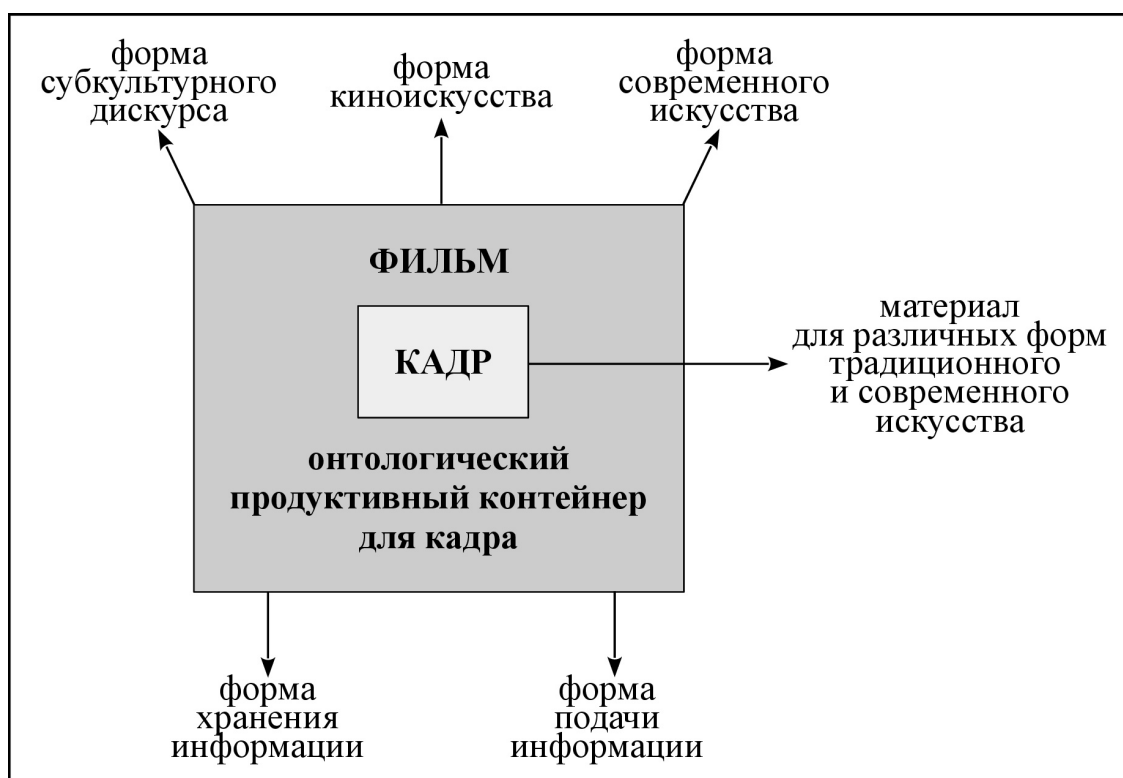 форма
субкультурного
дискурса
форма
киноискусства
форма
современного
искусства
ФИЛЬМ
КАДР
онтологический
продуктивный контейнер
для кадра
материал
для различных форм
традиционного
и современного
искусства
форма
хранения
информации
форма
подачи
информации